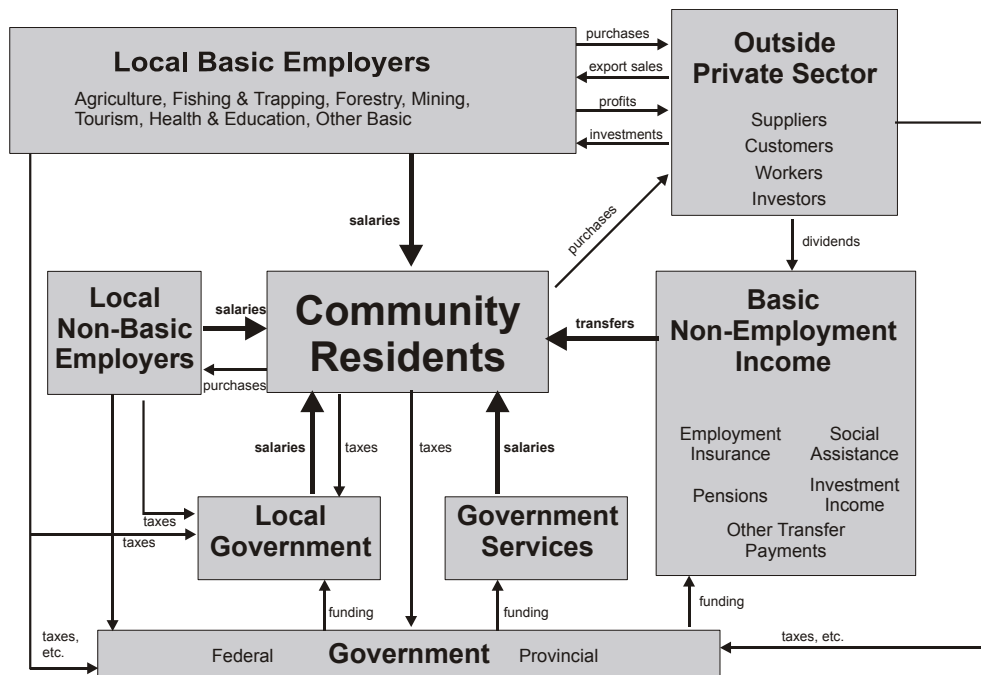 Local Basic Employers
Agriculture, Fishing & Trapping, Forestry, Mining,
Tourism, Health & Education, Other Basic
purchases
export sales
profits
investments
Outside
Private Sector
Suppliers
Customers
Workers
Investors
salaries
purchases
dividends
Local
Non-Basic
Employers
salaries
purchases
Community
Residents
transfers
Basic
Non-Employment
Income
Employment
Insurance
Social
Assistance
Pensions
Investment
Income
Other Transfer
Payments
salaries
taxes
taxes
salaries
taxes
taxes
Local
Government
Government
Services
funding
funding
funding
taxes,
etc.
Federal
Government
Provincial
taxes, etc.